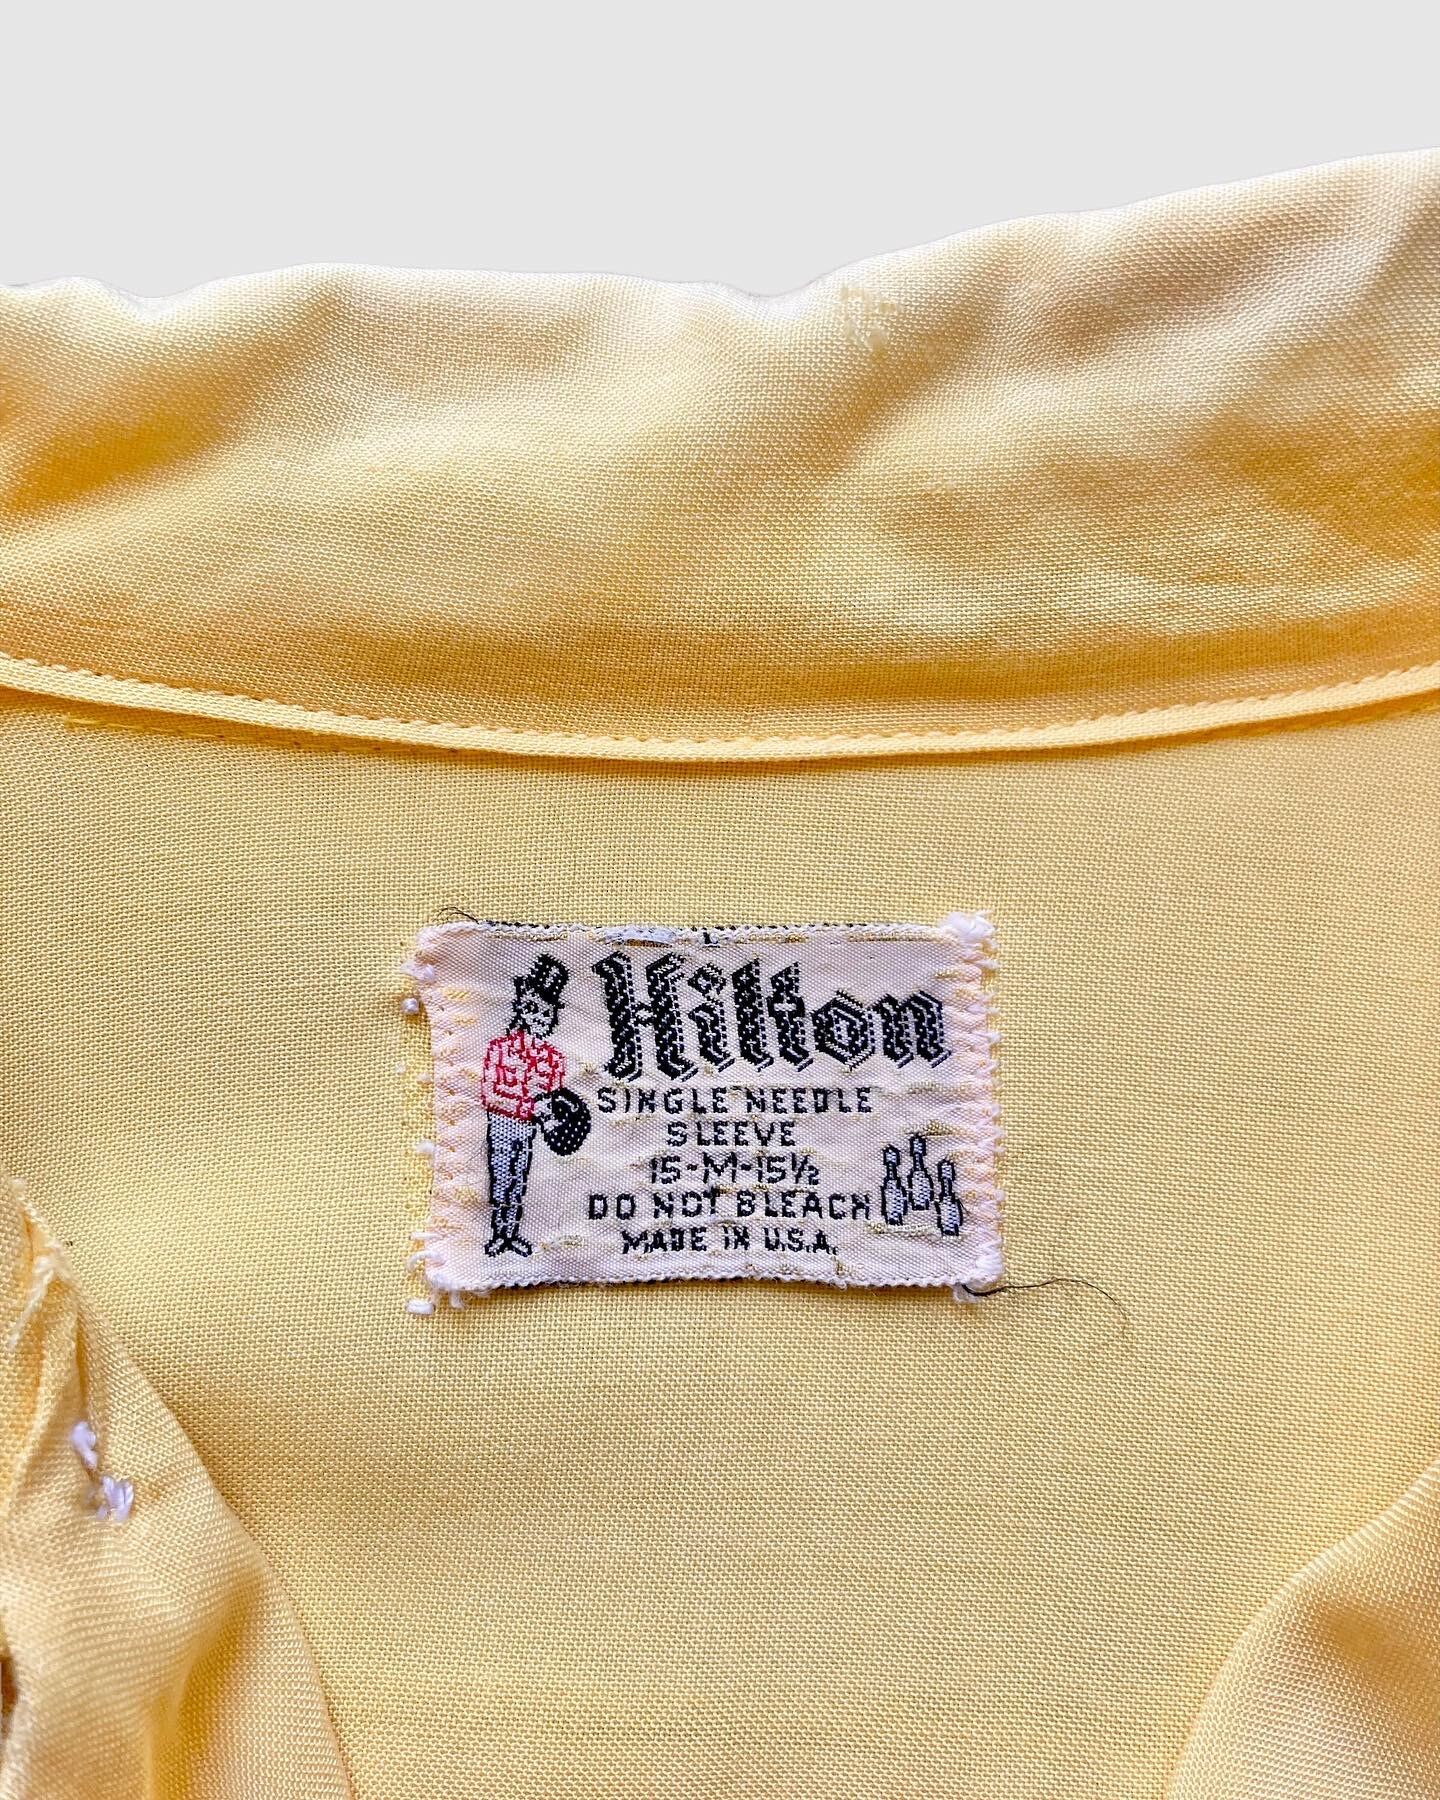 Hilton
SINGLE NEEDLE
SLEEVE
15-M-15½
DO NOT BLEACH
MADE IN U.S.A.